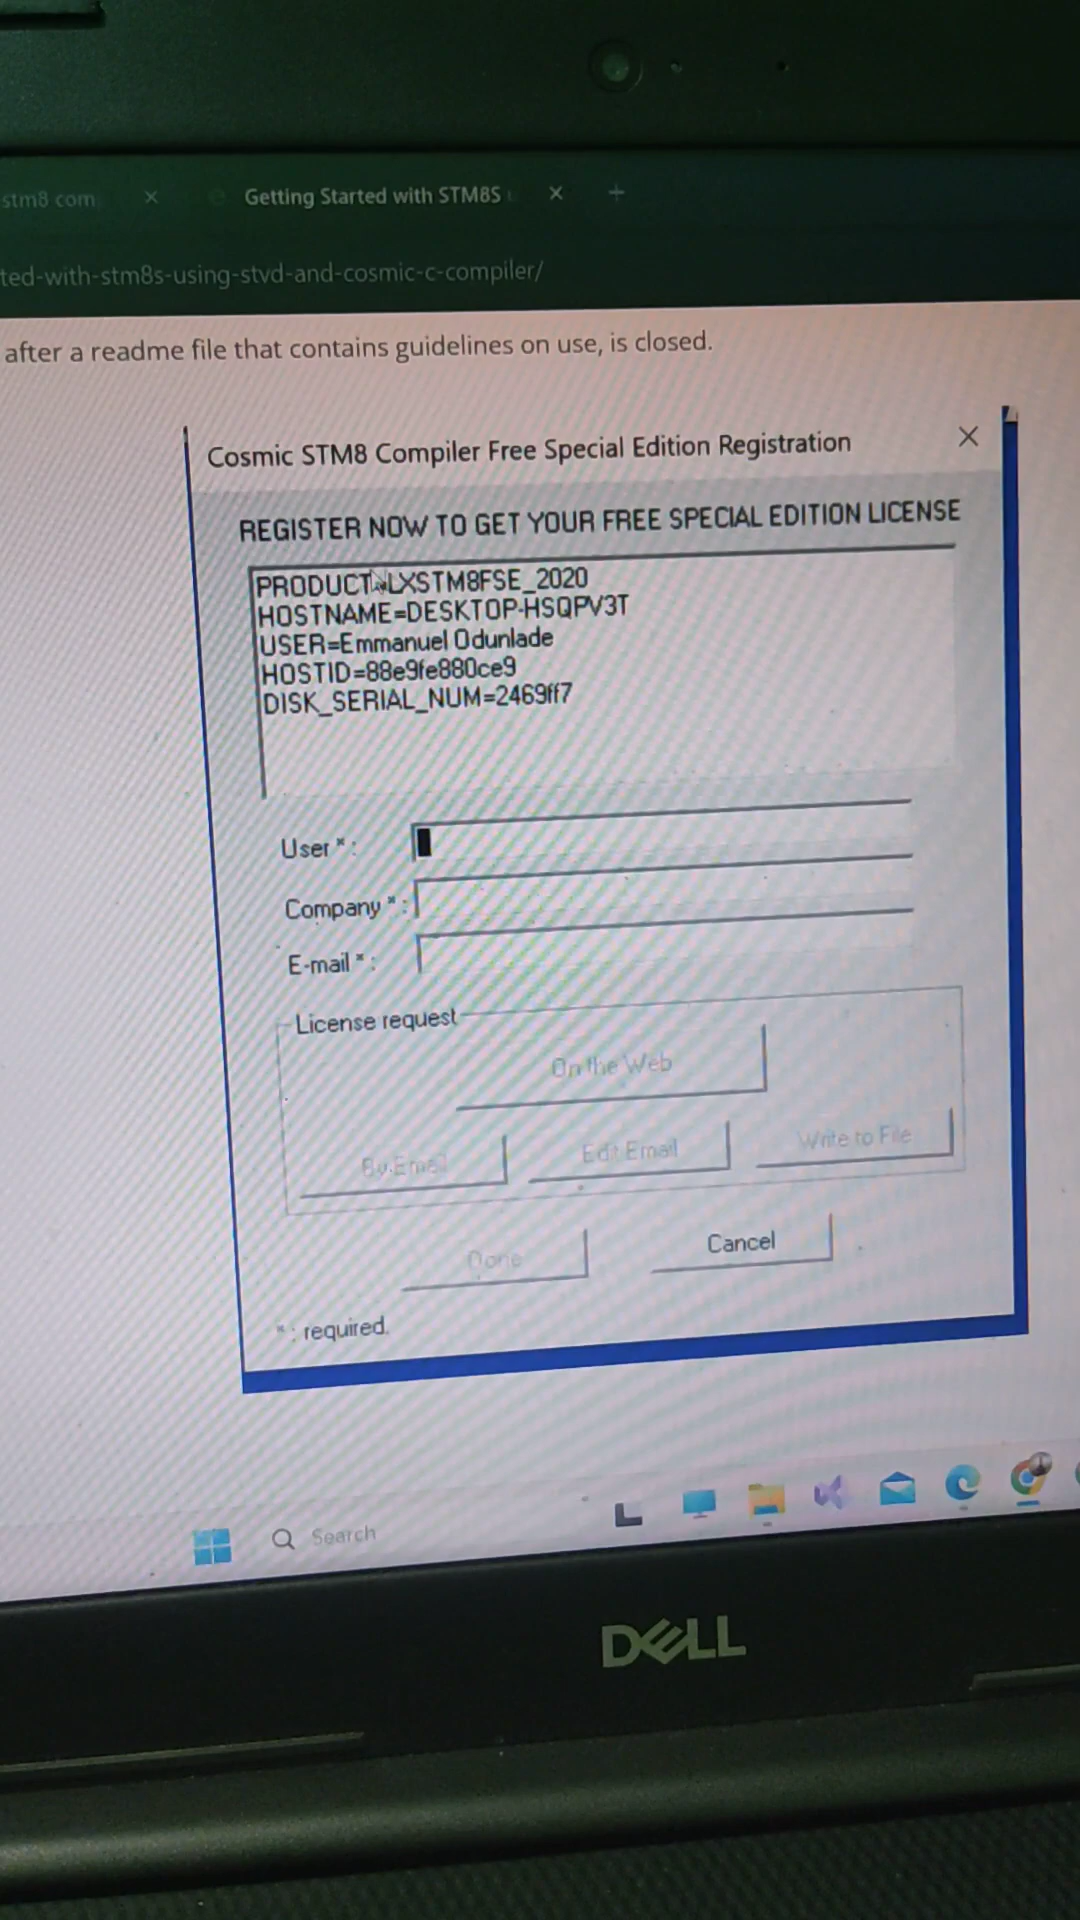 stm8 com
Getting Started with STM8S
ted-with-stm8s-using-stvd-and-cosmic-c-compiler/
after a readme file that contains guidelines on use, is closed.
Cosmic STM8 Compiler Free Special Edition Registration
REGISTER NOW TO GET YOUR FREE SPECIAL EDITION LICENSE
PRODUCT=LXSTM8FSE_2020
HOSTNAME=DESKTOP-HSQPV3T
USER=Emmanuel Odunlade
HOSTID=88e9fe880ce9
DISK_SERIAL_NUM=2469ff7
User * :
Company * :
E-mail * :
License request
On the Web
By Email
Edit Email
Write to File
Done
Cancel
* : required.
Search
DELL